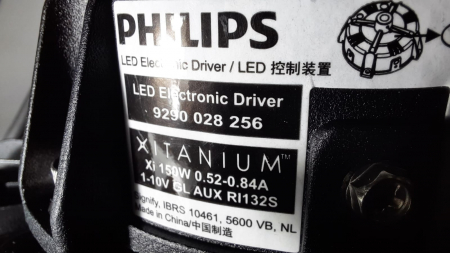 PHILIPS
LED Electronic Driver / LED 控制装置
LED Electronic Driver
9290 028 256
XITANIUM™
Xi 150W 0.52-0.84A
1-10V GL AUX RI132S
Signify, IBRS 10461, 5600 VB, NL
Made in China/中国制造